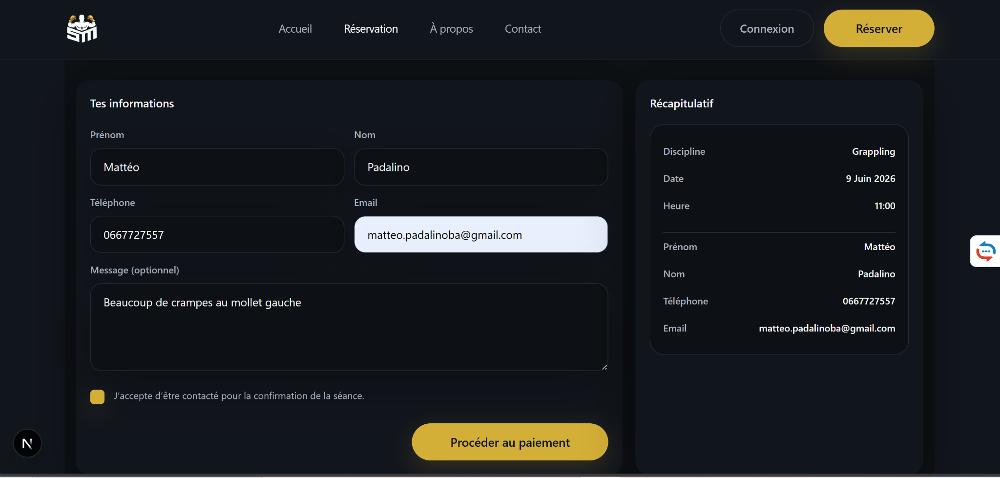 SM
Accueil
Réservation
À propos
Contact
Connexion
Réserver
Tes informations
Prénom
Nom
Mattéo
Padalino
Téléphone
Email
0667727557
matteo.padalinoba@gmail.com
Message (optionnel)
Beaucoup de crampes au mollet gauche
J’accepte d’être contacté pour la confirmation de la séance.
Procéder au paiement
Récapitulatif
Discipline Grappling
Date 9 Juin 2026
Heure 11:00
Prénom Mattéo
Nom Padalino
Téléphone 0667727557
Email matteo.padalinoba@gmail.com
N